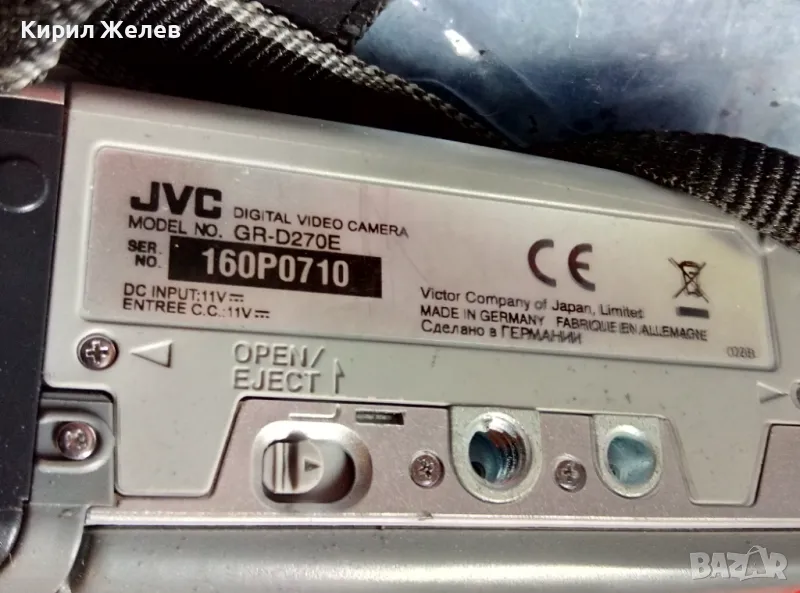 Кирил Желев
JVC DIGITAL VIDEO CAMERA
MODEL NO. GR-D270E
SER. NO. 160P0710
DC INPUT:11V⎓
ENTREE C.C.:11V⎓
CE
Victor Company of Japan, Limited
MADE IN GERMANY FABRIQUE EN ALLEMAGNE
Сделано в ГЕРМАНИИ
OPEN/
EJECT
BAZAR